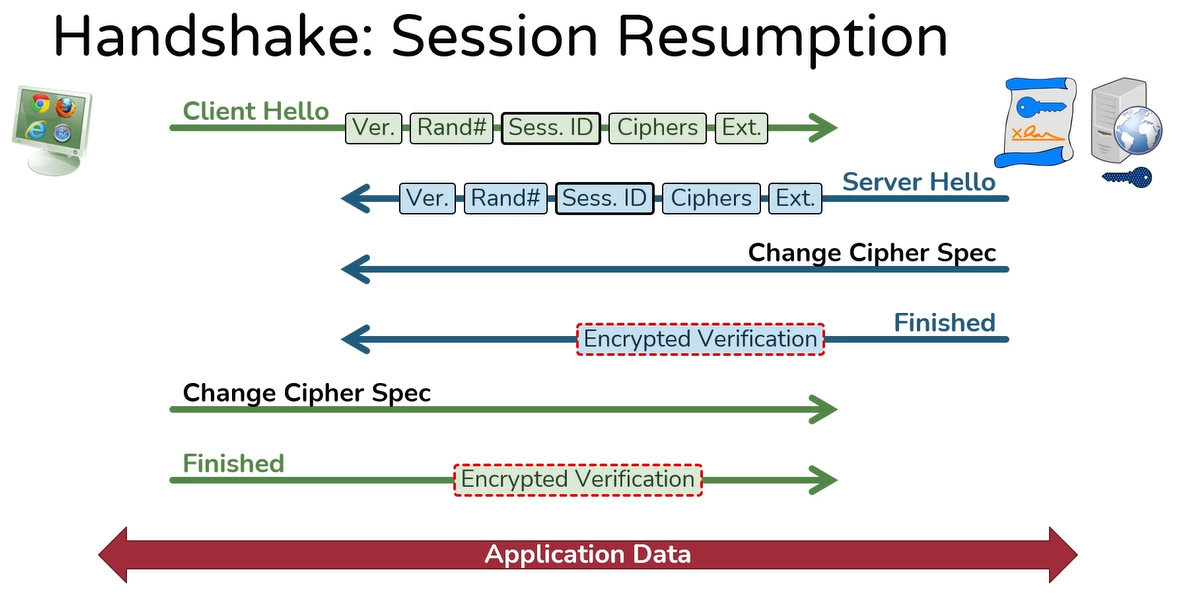 Handshake: Session Resumption
Client Hello Ver. Rand# Sess. ID Ciphers Ext.
Ver. Rand# Sess. ID Ciphers Ext. Server Hello
Change Cipher Spec
Encrypted Verification Finished
Change Cipher Spec
Finished Encrypted Verification
Application Data